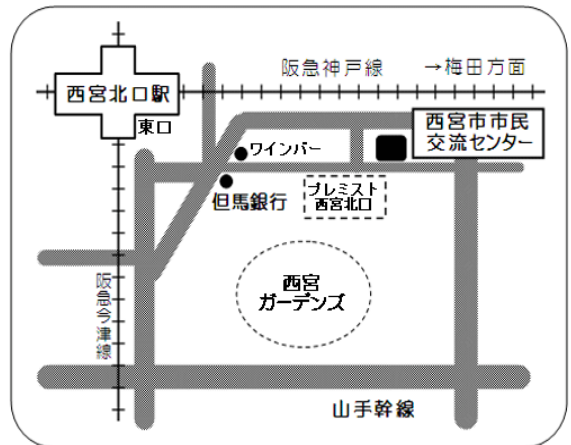 阪急神戸線 →梅田方面
西宮北口駅
東口
西宮市市民
交流センター
ワインバー
但馬銀行
プレミスト
西宮北口
西宮
ガーデンズ
阪急今津線
山手幹線